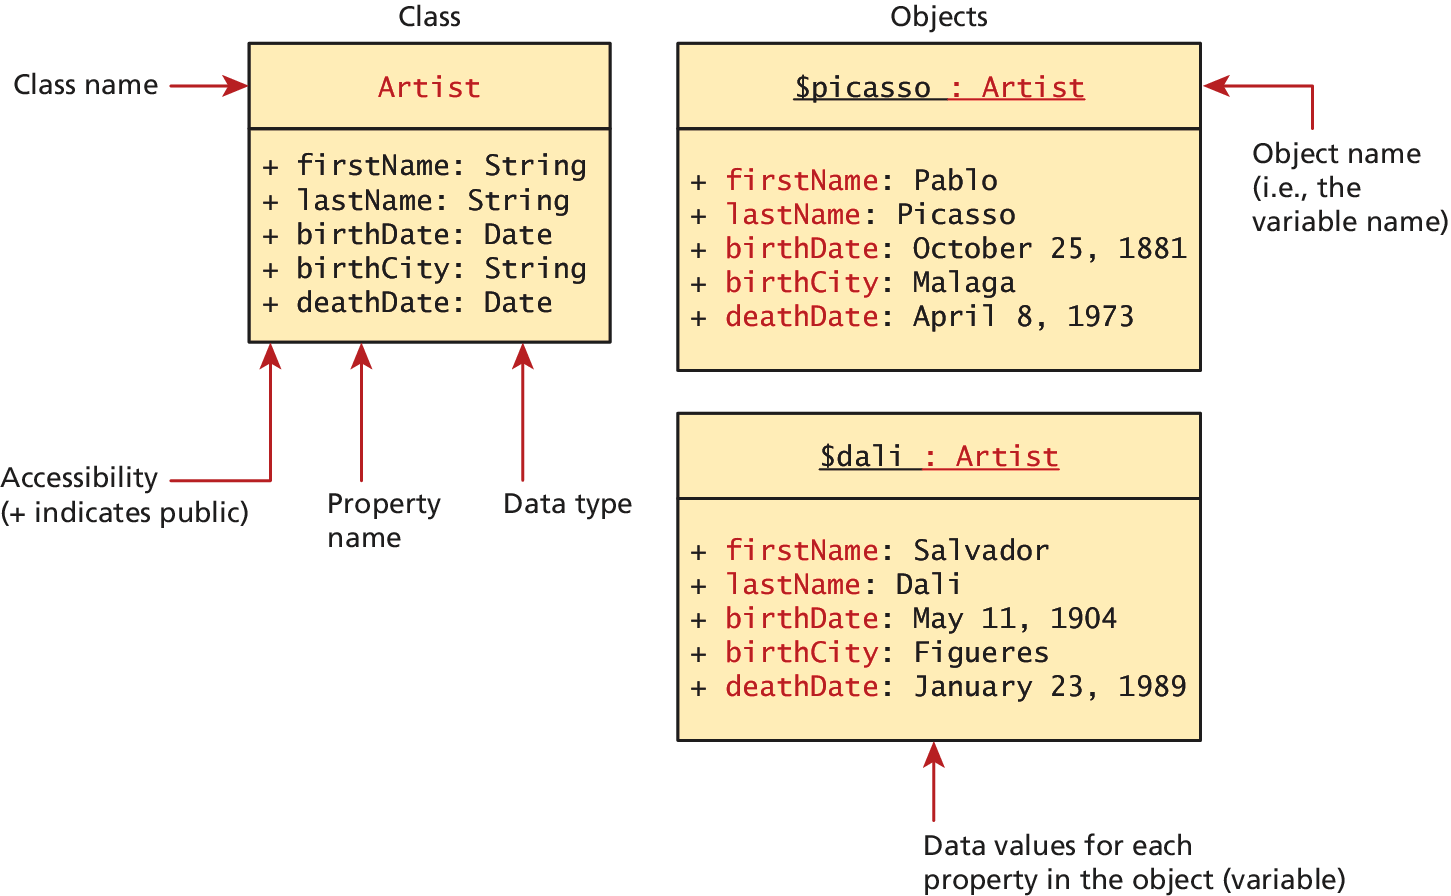 Class
Class name
Artist
+ firstName: String
+ lastName: String
+ birthDate: Date
+ birthCity: String
+ deathDate: Date
Accessibility
(+ indicates public)
Property
name
Data type
Objects
$picasso : Artist
+ firstName: Pablo
+ lastName: Picasso
+ birthDate: October 25, 1881
+ birthCity: Malaga
+ deathDate: April 8, 1973
Object name
(i.e., the
variable name)
$dali : Artist
+ firstName: Salvador
+ lastName: Dali
+ birthDate: May 11, 1904
+ birthCity: Figueres
+ deathDate: January 23, 1989
Data values for each
property in the object (variable)